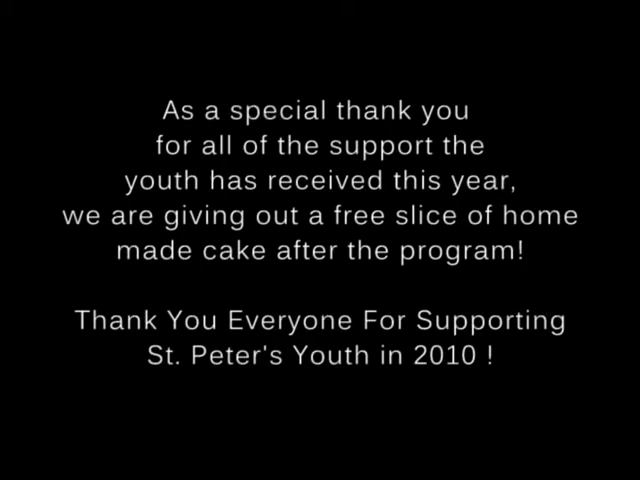 As a special thank you
for all of the support the
youth has received this year,
we are giving out a free slice of home
made cake after the program!
Thank You Everyone For Supporting
St. Peter's Youth in 2010 !